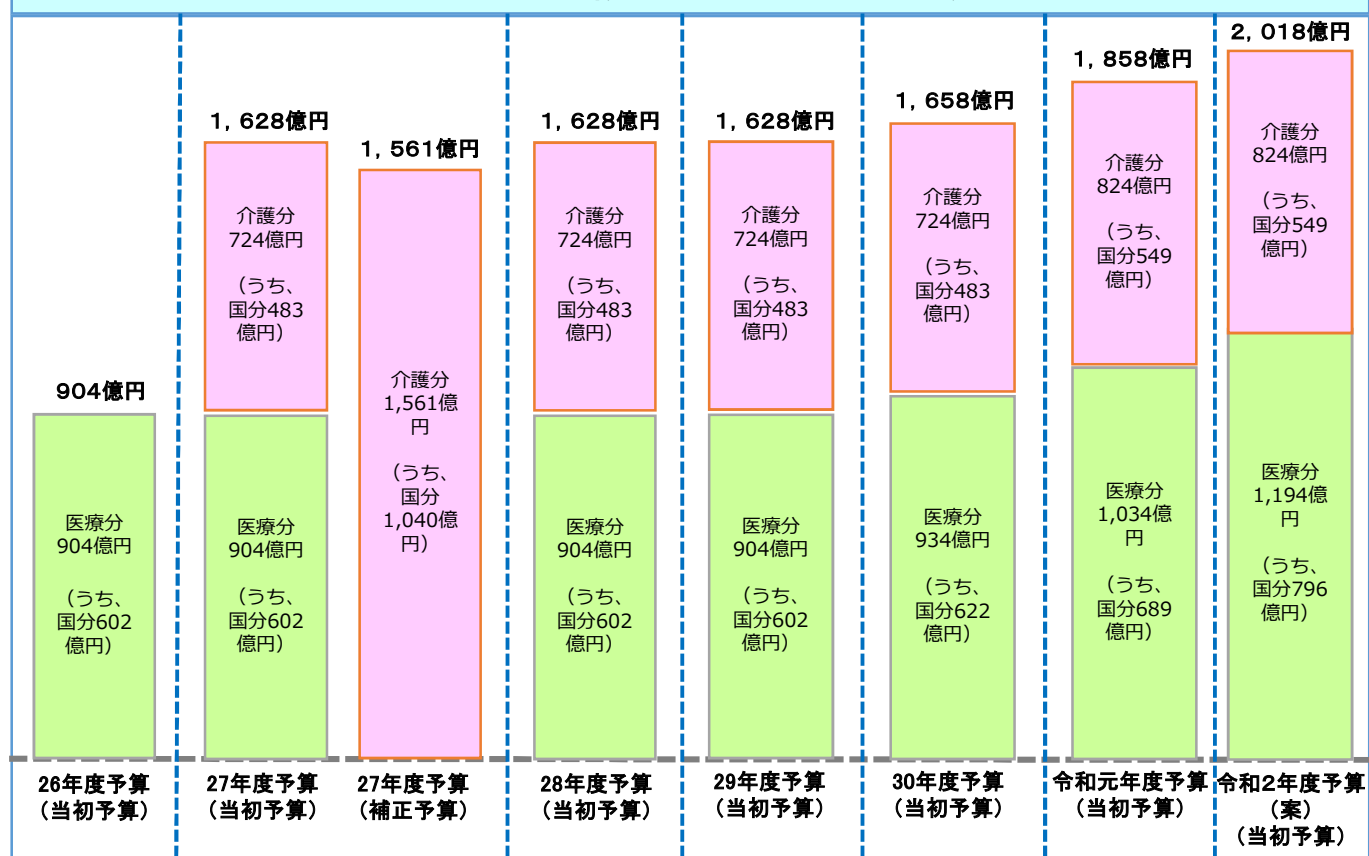 904億円
医療分
904億円
（うち、
国分602
億円）
26年度予算
（当初予算）
1，628億円
介護分
724億円
（うち、
国分483
億円）
医療分
904億円
（うち、
国分602
億円）
27年度予算
（当初予算）
1，561億円
介護分
1,561億
円
（うち、
国分
1,040億
円）
27年度予算
（補正予算）
1，628億円
介護分
724億円
（うち、
国分483
億円）
医療分
904億円
（うち、
国分602
億円）
28年度予算
（当初予算）
1，628億円
介護分
724億円
（うち、
国分483
億円）
医療分
904億円
（うち、
国分602
億円）
29年度予算
（当初予算）
1，658億円
介護分
724億円
（うち、
国分483
億円）
医療分
934億円
（うち、
国分622
億円）
30年度予算
（当初予算）
1，858億円
介護分
824億円
（うち、
国分549
億円）
医療分
1,034億
円
（うち、
国分689
億円）
令和元年度予算
（当初予算）
2，018億円
介護分
824億円
（うち、
国分549
億円）
医療分
1,194億
円
（うち、
国分796
億円）
令和２年度予算
（案）
（当初予算）